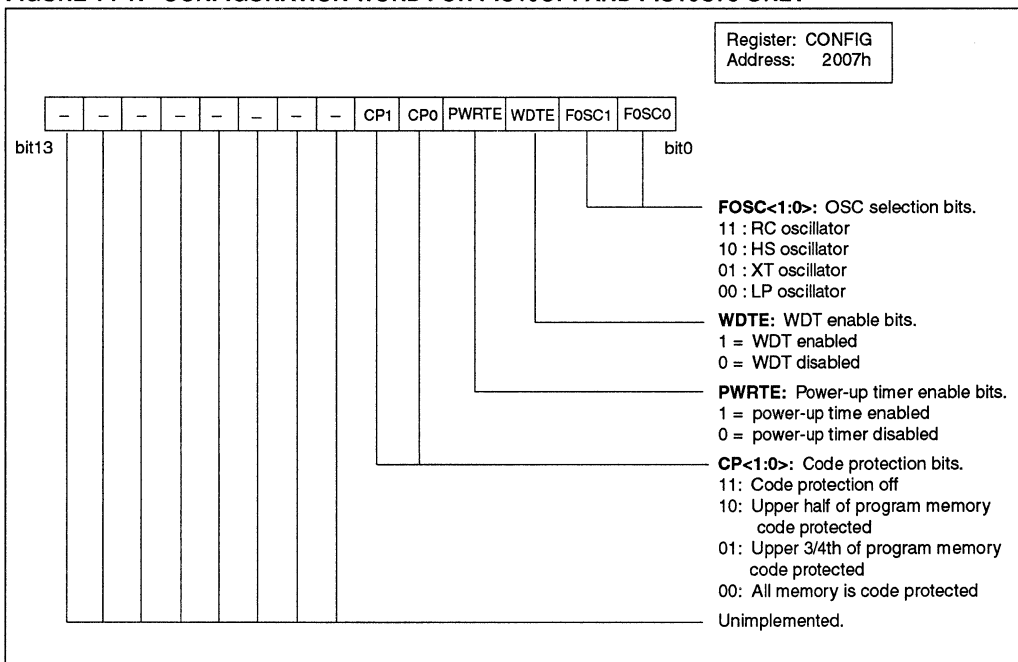 Register: CONFIG
Address: 2007h
– – – – – – – – CP1 CP0 PWRTE WDTE F0SC1 F0SC0
bit13 bit0
FOSC<1:0>: OSC selection bits.
11 : RC oscillator
10 : HS oscillator
01 : XT oscillator
00 : LP oscillator
WDTE: WDT enable bits.
1 = WDT enabled
0 = WDT disabled
PWRTE: Power-up timer enable bits.
1 = power-up time enabled
0 = power-up timer disabled
CP<1:0>: Code protection bits.
11: Code protection off
10: Upper half of program memory
code protected
01: Upper 3/4th of program memory
code protected
00: All memory is code protected
Unimplemented.